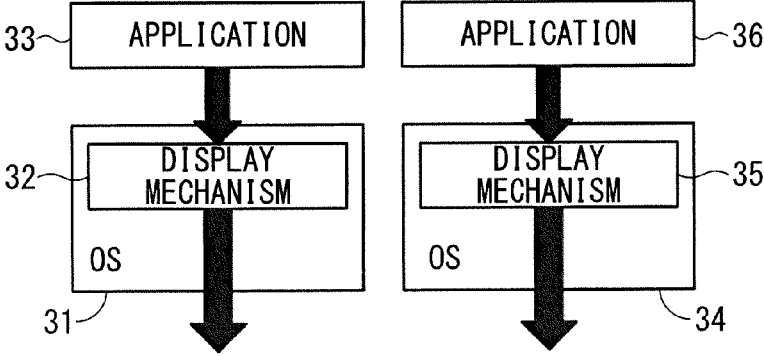 33 APPLICATION
APPLICATION 36
32 DISPLAY MECHANISM
DISPLAY MECHANISM 35
OS
OS
31
34